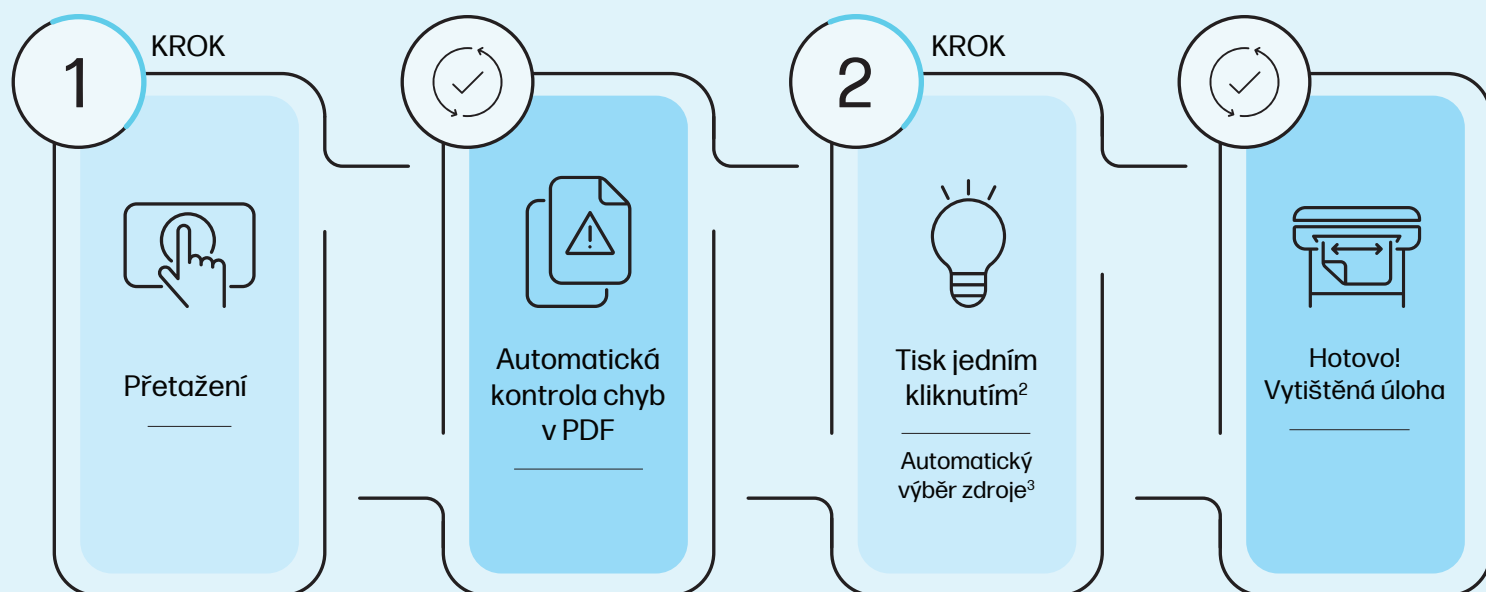 1
KROK
Přetažení
Automatická
kontrola chyb
v PDF
2
KROK
Tisk jedním
kliknutím²
Automatický
výběr zdroje³
Hotovo!
Vytištěná úloha